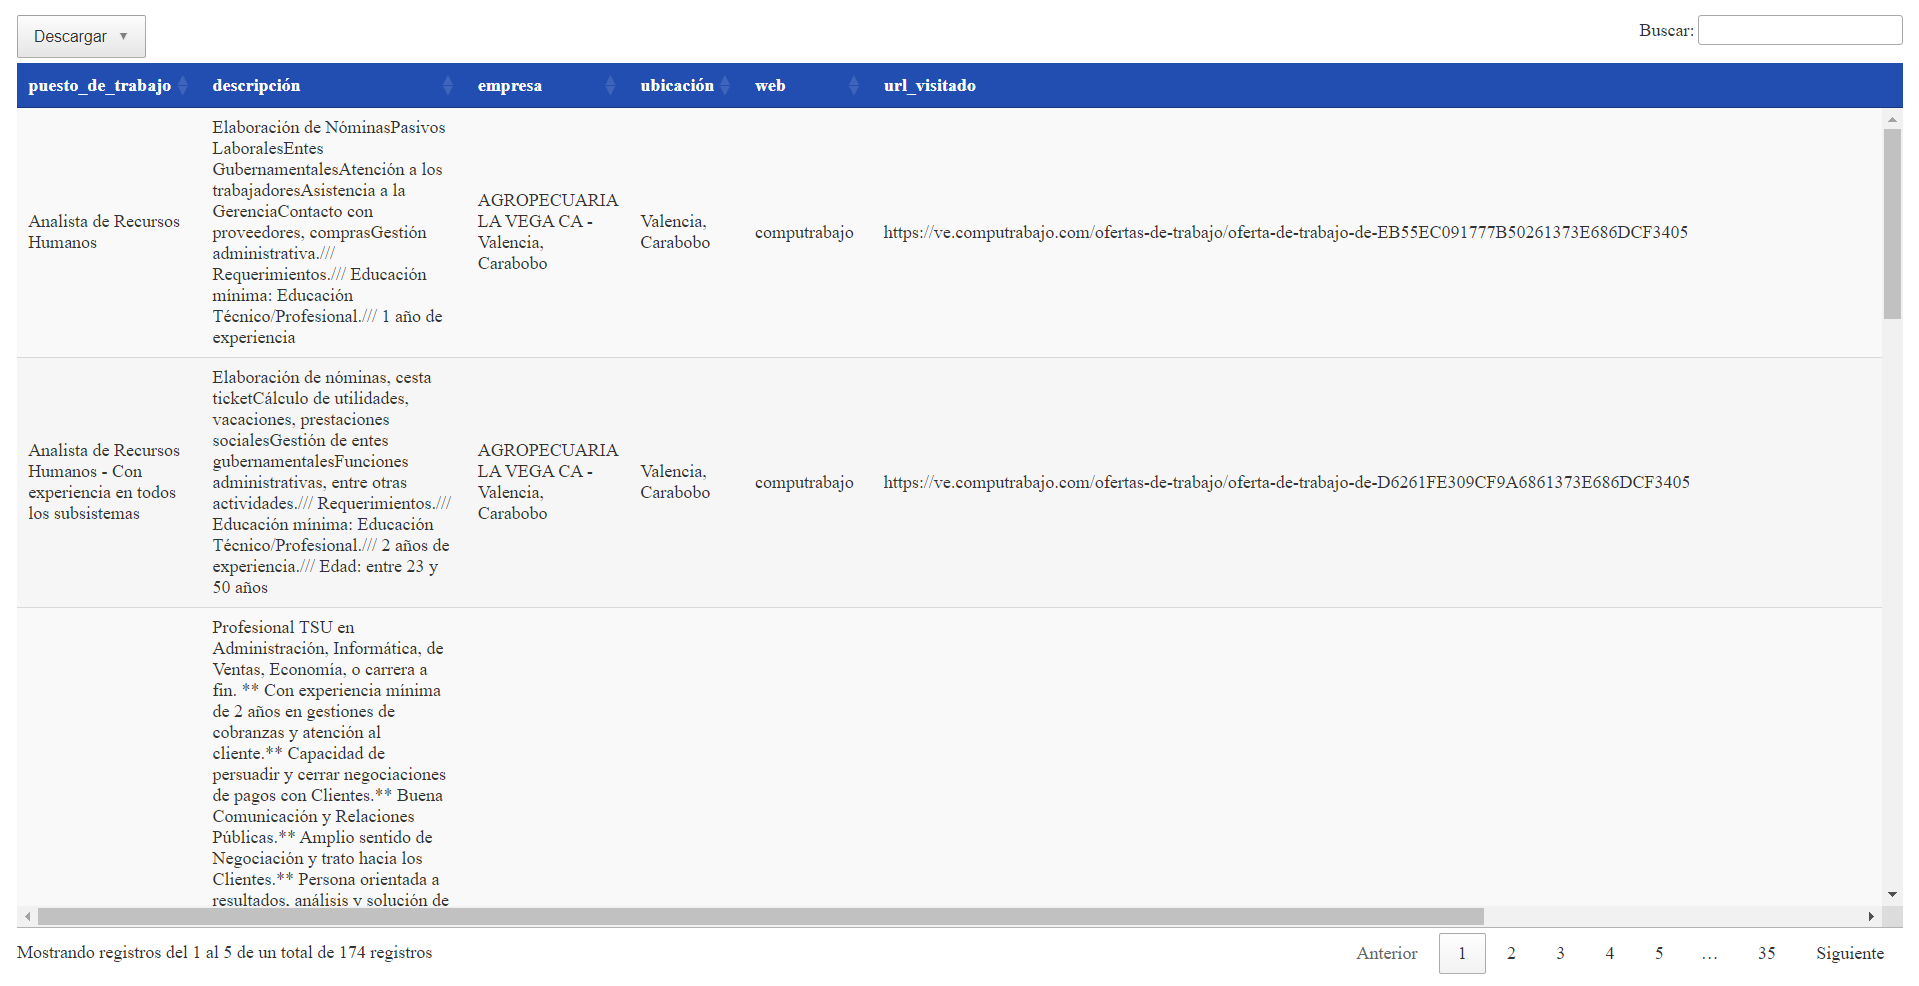 Descargar ▼
Buscar:
puesto_de_trabajo descripción empresa ubicación web url_visitado
Analista de Recursos
Humanos
Elaboración de NóminasPasivos
LaboralesEntes
GubernamentalesAtención a los
trabajadoresAsistencia a la
GerenciaContacto con
proveedores, comprasGestión
administrativa./// 
Requerimientos./// Educación
mínima: Educación
Técnico/Profesional./// 1 año de
experiencia
AGROPECUARIA
LA VEGA CA -
Valencia,
Carabobo
Valencia,
Carabobo
computrabajo
https://ve.computrabajo.com/ofertas-de-trabajo/oferta-de-trabajo-de-EB55EC091777B50261373E686DCF3405
Analista de Recursos
Humanos - Con
experiencia en todos
los subsistemas
Elaboración de nóminas, cesta
ticketCálculo de utilidades,
vacaciones, prestaciones
socialesGestión de entes
gubernamentalesFunciones
administrativas, entre otras
actividades./// Requerimientos.///
Educación mínima: Educación
Técnico/Profesional./// 2 años de
experiencia./// Edad: entre 23 y
50 años
AGROPECUARIA
LA VEGA CA -
Valencia,
Carabobo
Valencia,
Carabobo
computrabajo
https://ve.computrabajo.com/ofertas-de-trabajo/oferta-de-trabajo-de-D6261FE309CF9A6861373E686DCF3405
Profesional TSU en
Administración, Informática, de
Ventas, Economía, o carrera a
fin. ** Con experiencia mínima
de 2 años en gestiones de
cobranzas y atención al
cliente.** Capacidad de
persuadir y cerrar negociaciones
de pagos con Clientes.** Buena
Comunicación y Relaciones
Públicas.** Amplio sentido de
Negociación y trato hacia los
Clientes.** Persona orientada a
resultados, análisis y solución de
Mostrando registros del 1 al 5 de un total de 174 registros
Anterior 1 2 3 4 5 … 35 Siguiente